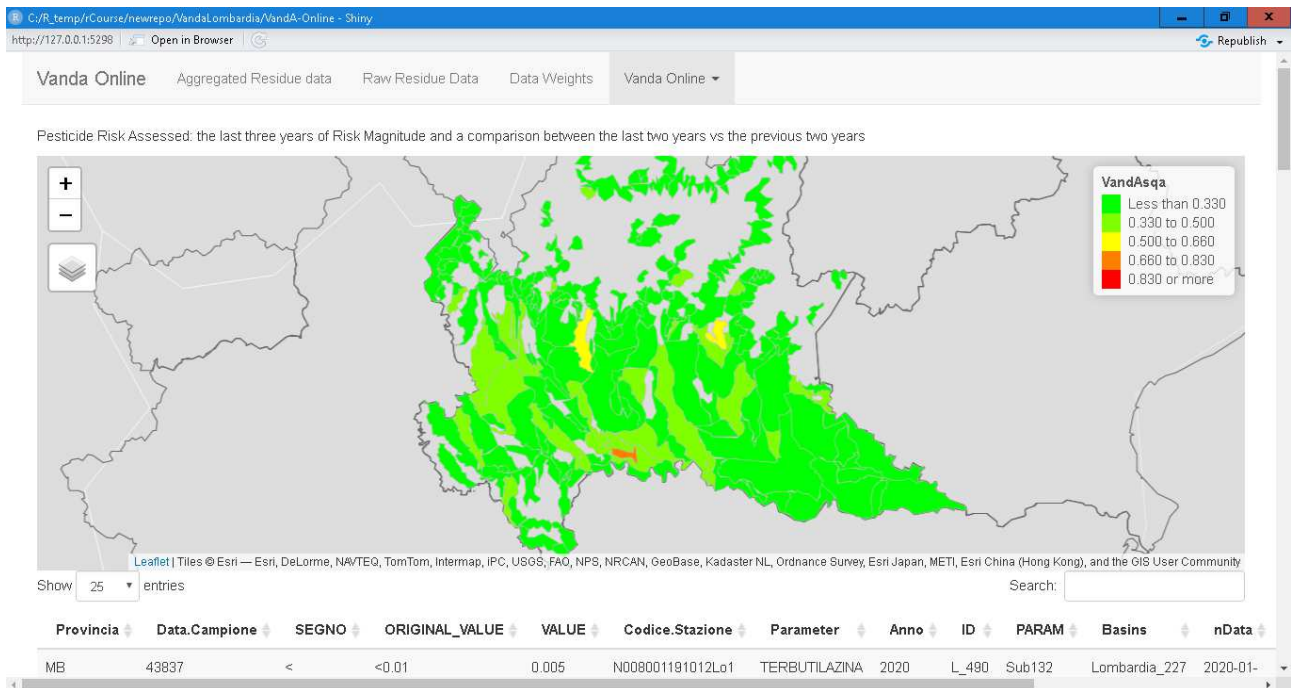 C:/R_temp/rCourse/newrepo/VandaLombardia/VandA-Online - Shiny
http://127.0.0.1:5298 Open in Browser Republish
Vanda Online Aggregated Residue data Raw Residue Data Data Weights Vanda Online
Pesticide Risk Assessed: the last three years of Risk Magnitude and a comparison between the last two years vs the previous two years
+
−
VandAsqa
Less than 0.330
0.330 to 0.500
0.500 to 0.660
0.660 to 0.830
0.830 or more
Leaflet | Tiles © Esri — Esri, DeLorme, NAVTEQ, TomTom, Intermap, iPC, USGS, FAO, NPS, NRCAN, GeoBase, Kadaster NL, Ordnance Survey, Esri Japan, METI, Esri China (Hong Kong), and the GIS User Community
Show 25 entries Search:
Provincia Data.Campione SEGNO ORIGINAL_VALUE VALUE Codice.Stazione Parameter Anno ID PARAM Basins nData
MB 43837 < <0.01 0.005 N008001191012Lo1 TERBUTILAZINA 2020 L_490 Sub132 Lombardia_227 2020-01-